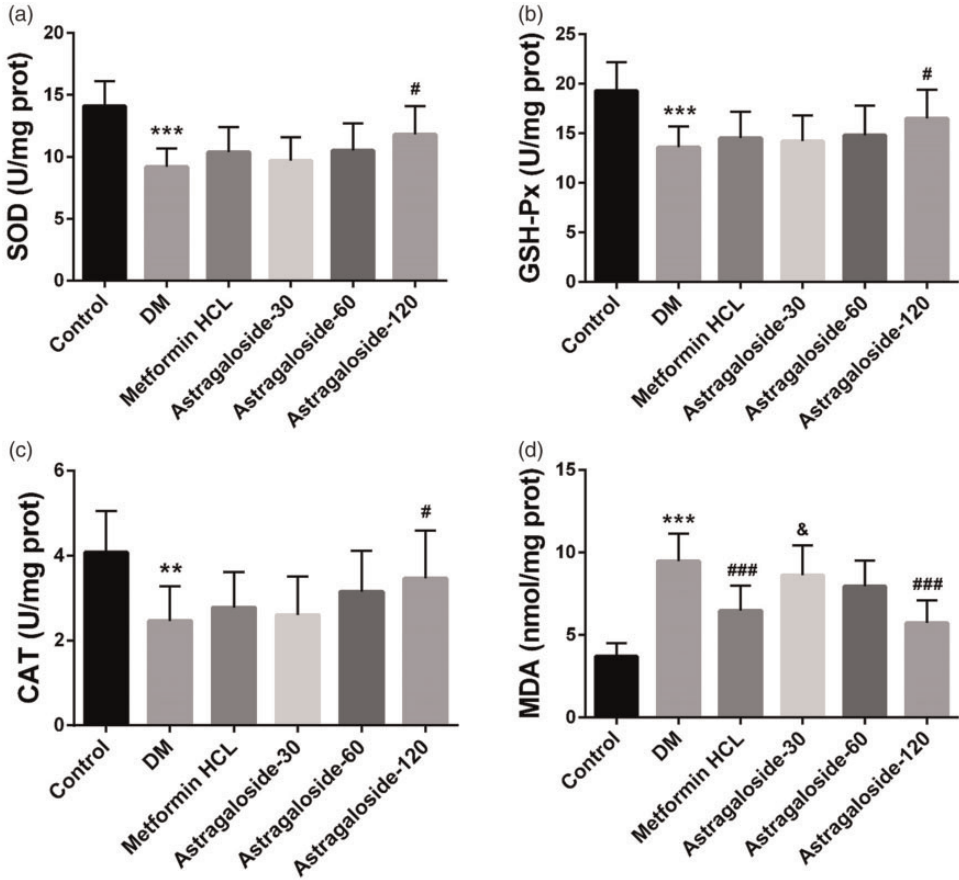 (a)
SOD (U/mg prot)
20
15
10
5
0
***
#
Control
DM
Metformin HCL
Astragaloside-30
Astragaloside-60
Astragaloside-120
(b)
GSH-Px (U/mg prot)
25
20
15
10
5
0
***
#
Control
DM
Metformin HCL
Astragaloside-30
Astragaloside-60
Astragaloside-120
(c)
CAT (U/mg prot)
6
4
2
0
**
#
Control
DM
Metformin HCL
Astragaloside-30
Astragaloside-60
Astragaloside-120
(d)
MDA (nmol/mg prot)
15
10
5
0
***
###
&
###
Control
DM
Metformin HCL
Astragaloside-30
Astragaloside-60
Astragaloside-120